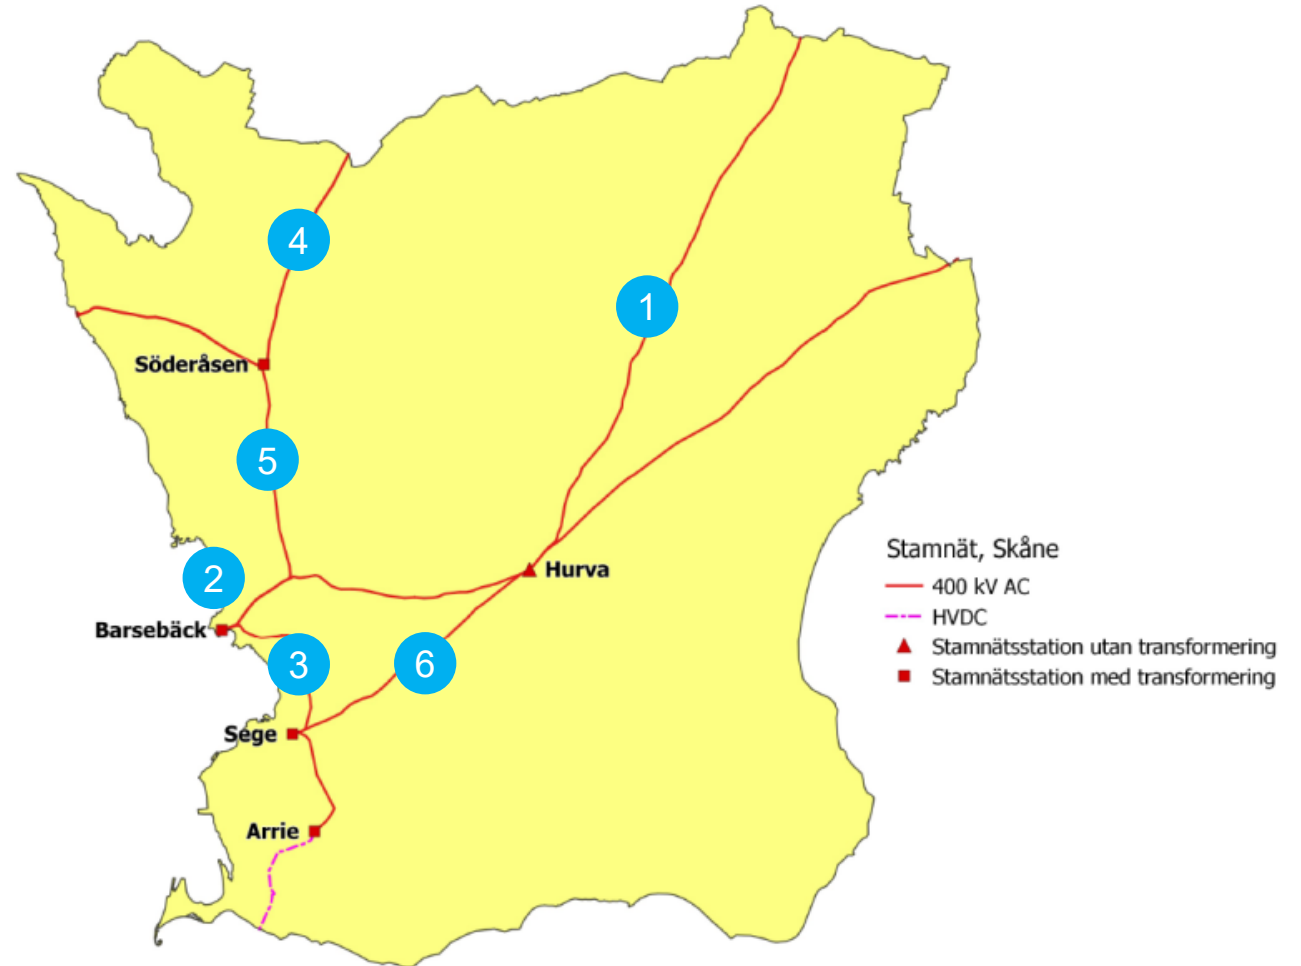 4
1
Söderåsen
5
Hurva
2
Barsebäck
3
6
Sege
Arrie
Stamnät, Skåne
400 kV AC
HVDC
Stamnätsstation utan transformering
Stamnätsstation med transformering